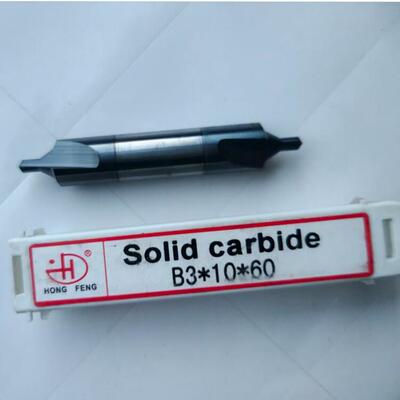 H ®
HONG FENG
Solid carbide
B3*10*60